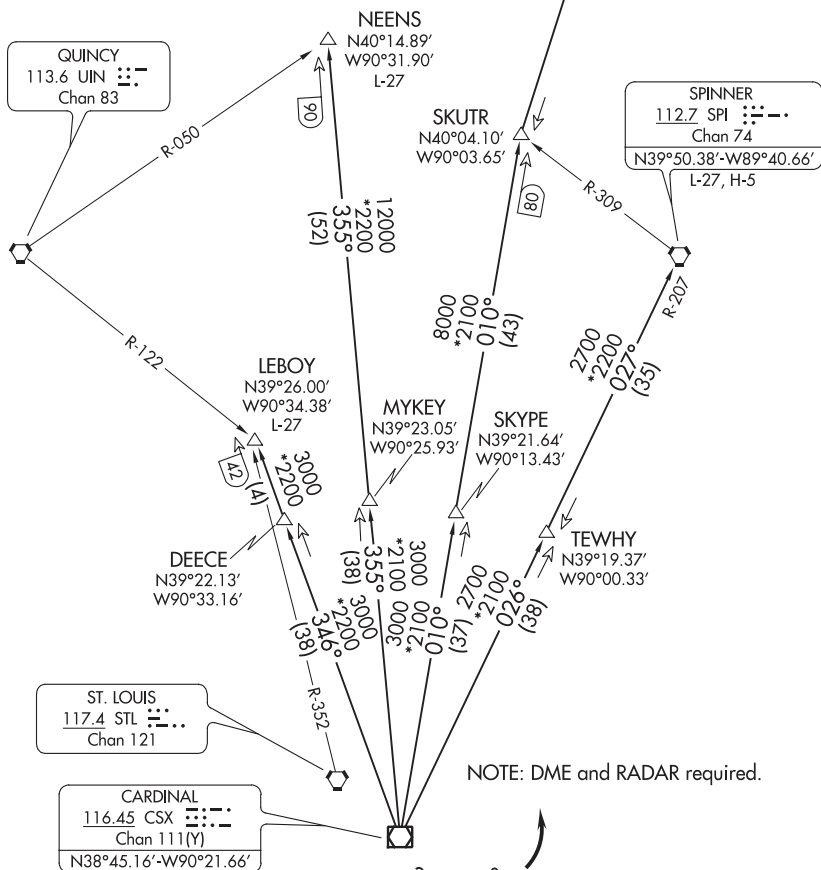 NEENS
N40°14.89'
W90°31.90'
L-27
QUINCY
113.6 UIN
Chan 83
SKUTR
N40°04.10'
W90°03.65'
SPINNER
112.7 SPI
Chan 74
N39°50.38'-W89°40.66'
L-27, H-5
90
R-050
80
R-309
R-207
12000
*2200
355°
(52)
8000
*2100
010°
(43)
2700
*2200
027°
(35)
R-122
LEBOY
N39°26.00'
W90°34.38'
L-27
MYKEY
N39°23.05'
W90°25.93'
SKYPE
N39°21.64'
W90°13.43'
42
(4)
3000
*2200
DEECE
N39°22.13'
W90°33.16'
TEWHY
N39°19.37'
W90°00.33'
3000
*2200
346°
(38)
3000
*2100
355°
(38)
3000
*2100
010°
(37)
2700
*2100
026°
(38)
R-352
ST. LOUIS
117.4 STL
Chan 121
NOTE: DME and RADAR required.
CARDINAL
116.45 CSX
Chan 111(Y)
N38°45.16'-W90°21.66'